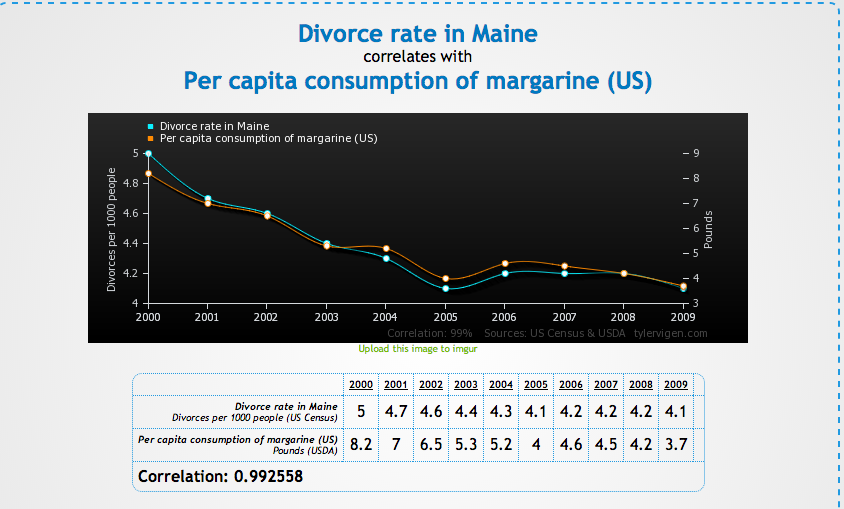 Divorce rate in Maine
correlates with
Per capita consumption of margarine (US)
Divorce rate in Maine
Per capita consumption of margarine (US)
Divorces per 1000 people
5
4.8
4.6
4.4
4.2
4
9
8
7
6
5
4
3
Pounds
2000 2001 2002 2003 2004 2005 2006 2007 2008 2009
Correlation: 99% Sources: US Census & USDA tylervigen.com
Upload this image to imgur
2000 2001 2002 2003 2004 2005 2006 2007 2008 2009
Divorce rate in Maine
Divorces per 1000 people (US Census) 5 4.7 4.6 4.4 4.3 4.1 4.2 4.2 4.2 4.1
Per capita consumption of margarine (US)
Pounds (USDA) 8.2 7 6.5 5.3 5.2 4 4.6 4.5 4.2 3.7
Correlation: 0.992558